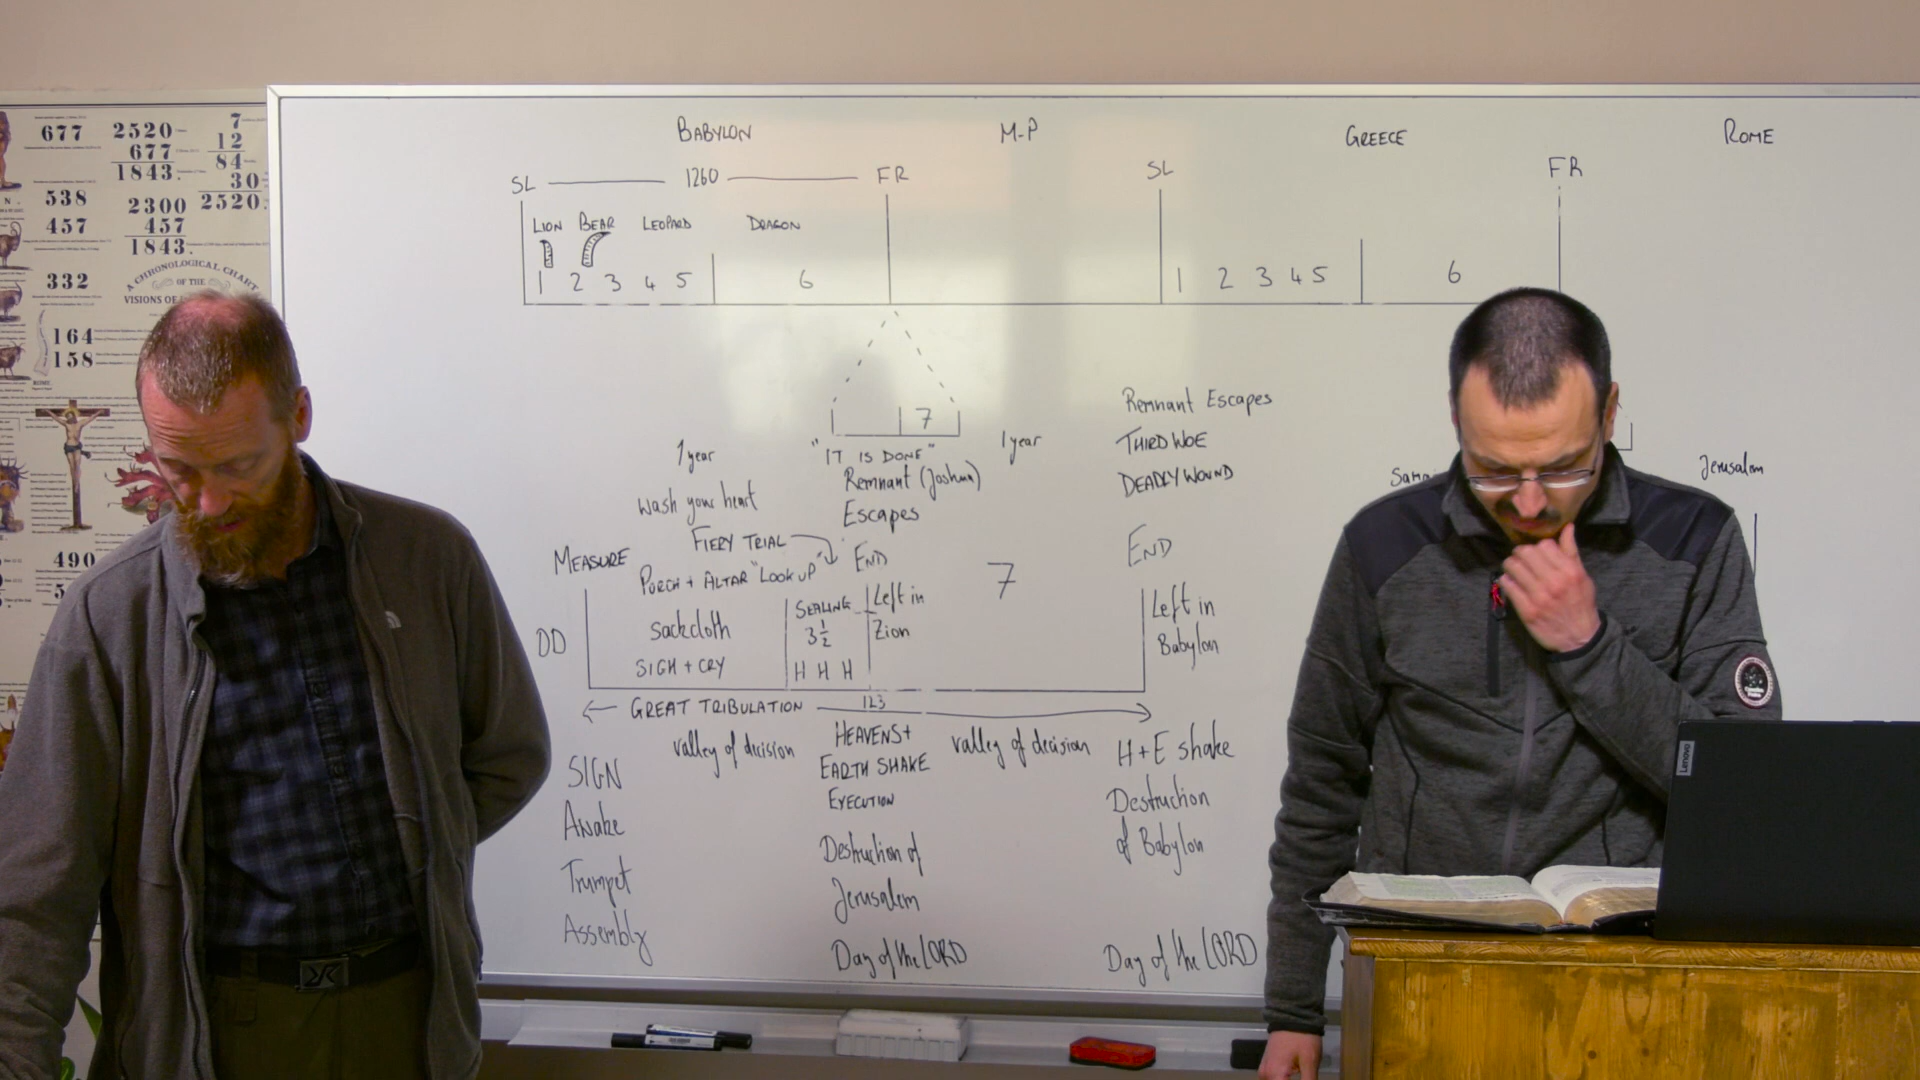 677
2520
677
1843.
7
12
84
30
2520.
538
457
2300
457
1843.
332
A CHRONOLOGICAL CHART
OF THE
VISIONS OF
164
158
ROME
490
BABYLON
M-P
GREECE
ROME
SL
1260
FR
SL
FR
LION
BEAR
LEOPARD
DRAGON
1 2 3 4 5
6
1 2 3 4 5
6
7
1 year
"IT IS DONE"
1 year
Wash your heart
Remnant (Joshua)
Escapes
FIERY TRIAL
MEASURE
PORCH + ALTAR "LOOK UP"
END
DD
Sackcloth
SEALING
3 1/2
Left in
Zion
SIGH + CRY
H H H
7
Remnant Escapes
THIRD WOE
DEADLY WOUND
END
Left in
Babylon
Jerusalem
GREAT TRIBULATION
123
SIGN
Awake
Trumpet
Assembly
valley of decision
HEAVENS +
EARTH SHAKE
EXECUTION
Destruction of
Jerusalem
Day of the LORD
valley of decision
H + E shake
Destruction
of Babylon
Day of the LORD
Lenovo